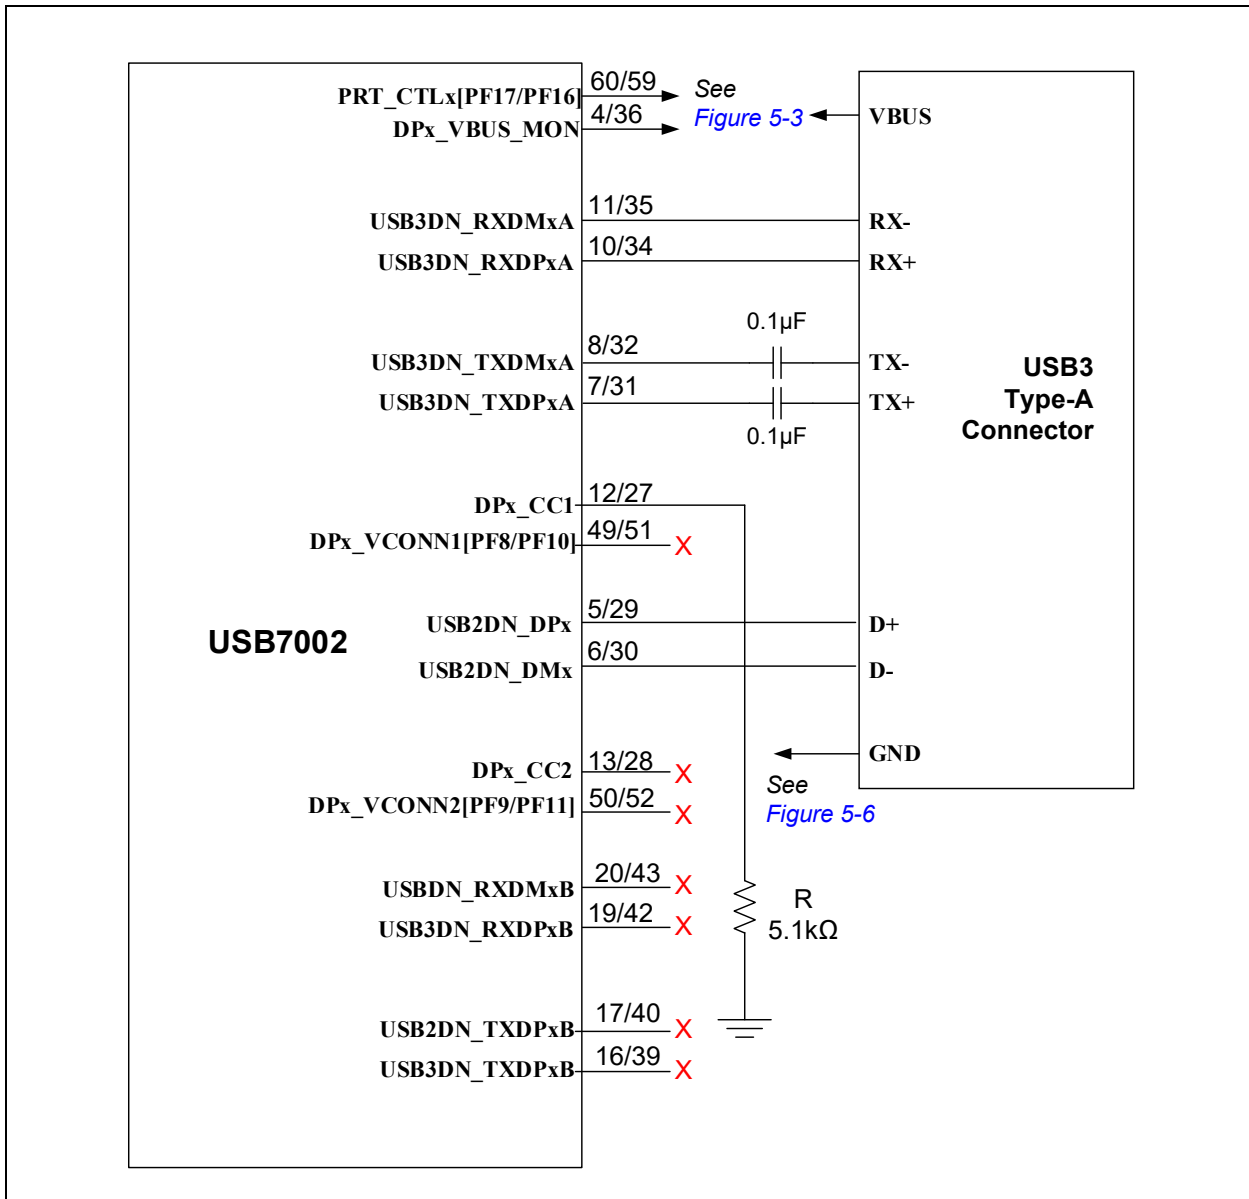 PRT_CTLx[PF17/PF16]
60/59
See
Figure 5-3
VBUS
DPx_VBUS_MON
4/36
USB3DN_RXDMxA
11/35
RX-
USB3DN_RXDPxA
10/34
RX+
0.1µF
USB3DN_TXDMxA
8/32
TX-
USB3DN_TXDPxA
7/31
TX+
0.1µF
USB3
Type-A
Connector
DPx_CC1
12/27
DPx_VCONN1[PF8/PF10]
49/51
X
USB7002
USB2DN_DPx
5/29
D+
USB2DN_DMx
6/30
D-
GND
See
Figure 5-6
DPx_CC2
13/28
X
DPx_VCONN2[PF9/PF11]
50/52
X
USBDN_RXDMxB
20/43
X
USB3DN_RXDPxB
19/42
X
R
5.1kΩ
USB2DN_TXDPxB
17/40
X
USB3DN_TXDPxB
16/39
X